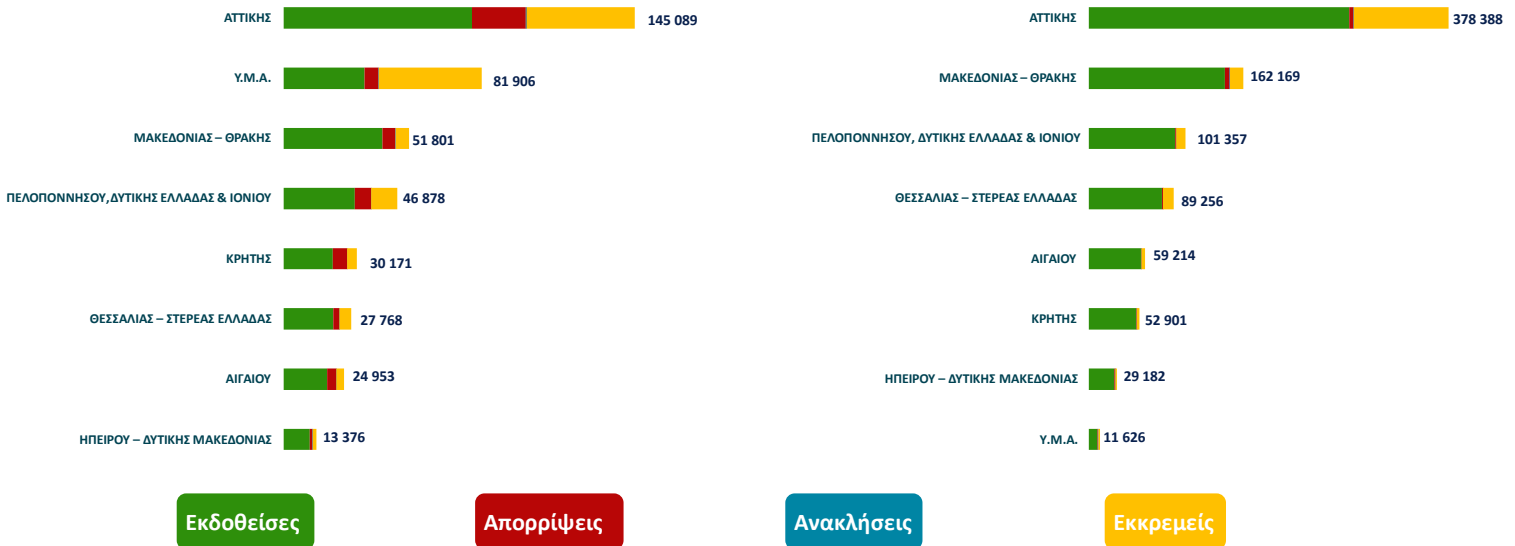 ΑΤΤΙΚΗΣ 145 089
Υ.Μ.Α. 81 906
ΜΑΚΕΔΟΝΙΑΣ – ΘΡΑΚΗΣ 51 801
ΠΕΛΟΠΟΝΝΗΣΟΥ,ΔΥΤΙΚΗΣ ΕΛΛΑΔΑΣ & ΙΟΝΙΟΥ 46 878
ΚΡΗΤΗΣ 30 171
ΘΕΣΣΑΛΙΑΣ – ΣΤΕΡΕΑΣ ΕΛΛΑΔΑΣ 27 768
ΑΙΓΑΙΟΥ 24 953
ΗΠΕΙΡΟΥ – ΔΥΤΙΚΗΣ ΜΑΚΕΔΟΝΙΑΣ 13 376
ΑΤΤΙΚΗΣ 378 388
ΜΑΚΕΔΟΝΙΑΣ – ΘΡΑΚΗΣ 162 169
ΠΕΛΟΠΟΝΝΗΣΟΥ, ΔΥΤΙΚΗΣ ΕΛΛΑΔΑΣ & ΙΟΝΙΟΥ 101 357
ΘΕΣΣΑΛΙΑΣ – ΣΤΕΡΕΑΣ ΕΛΛΑΔΑΣ 89 256
ΑΙΓΑΙΟΥ 59 214
ΚΡΗΤΗΣ 52 901
ΗΠΕΙΡΟΥ – ΔΥΤΙΚΗΣ ΜΑΚΕΔΟΝΙΑΣ 29 182
Υ.Μ.Α. 11 626
Εκδοθείσες Απορρίψεις Ανακλήσεις Εκκρεμείς